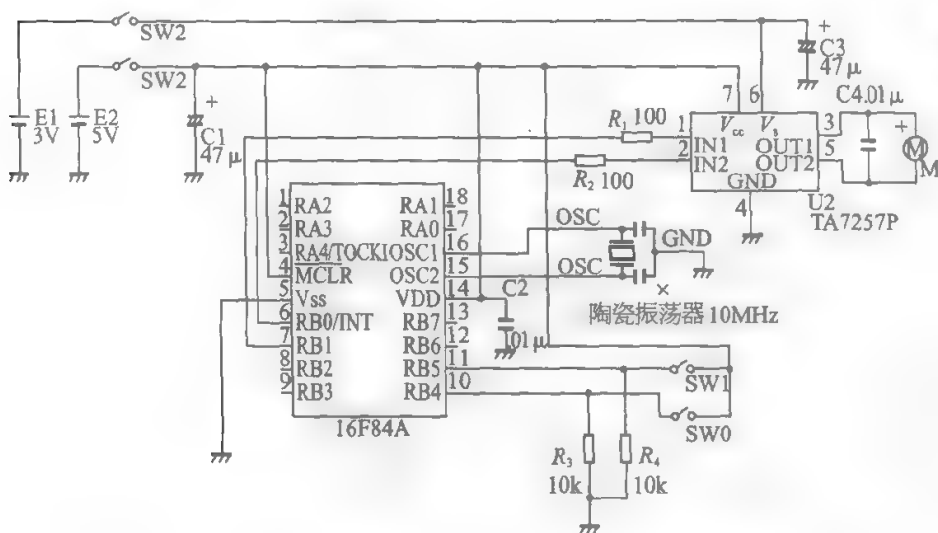 SW2
SW2
E1
3V
E2
5V
+
C1
47μ
+
C3
47μ
7
6
R₁ 100
1
2
Vcc
Vs
IN1
IN2
OUT1
OUT2
GND
3
5
4
C4.01μ
+
M
M
U2
TA7257P
R₂ 100
1
RA2
2
RA3
3
RA4/TOCKI
4
MCLR
5
Vss
6
RB0/INT
7
RB1
8
RB2
9
RB3
RA1
18
RA0
17
OSC1
16
OSC2
15
VDD
14
RB7
13
RB6
12
RB5
11
RB4
10
16F84A
OSC
OSC
GND
×
陶瓷振荡器 10MHz
C2
.01μ
SW1
SW0
R₃
10k
R₄
10k